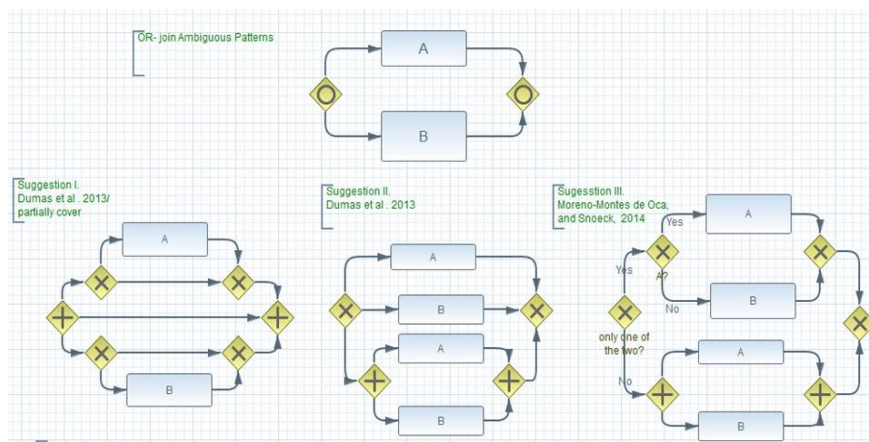 OR- join Ambiguous Patterns
A
B
Suggestion I.
Dumas et al . 2013/
partially cover
A
B
Suggestion II.
Dumas et al . 2013
A
B
A
B
Sugesstion III.
Moreno-Montes de Oca,
and Snoeck, 2014
A
Yes
Yes
A?
B
No
only one of
the two?
No
A
B